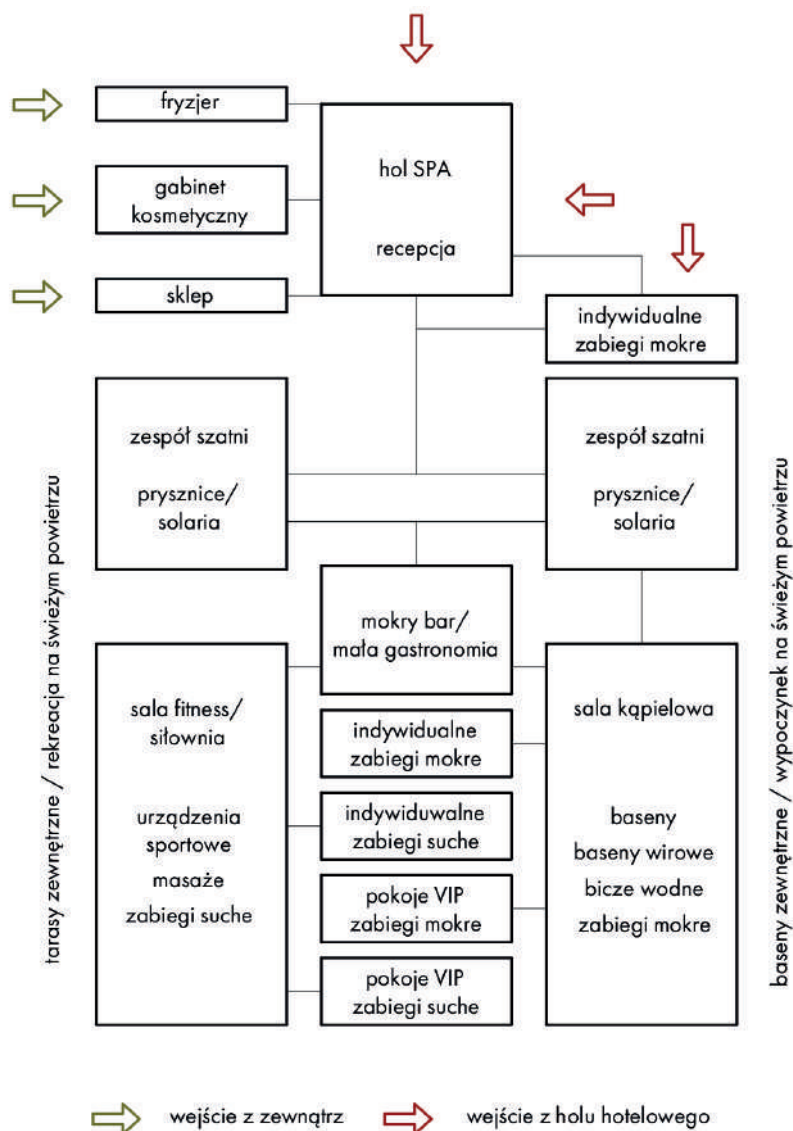 fryzjer
gabinet
kosmetyczny
sklep
hol SPA
recepcja
indywidualne
zabiegi mokre
zespół szatni
prysznice/
solaria
zespół szatni
prysznice/
solaria
tarasy zewnętrzne / rekreacja na świeżym powietrzu
baseny zewnętrzne / wypoczynek na świeżym powietrzu
mokry bar/
mała gastronomia
sala fitness/
siłownia
urządzenia
sportowe
masaże
zabiegi suche
indywidualne
zabiegi mokre
indywiduwalne
zabiegi suche
pokoje VIP
zabiegi mokre
pokoje VIP
zabiegi suche
sala kąpielowa
baseny
baseny wirowe
bicze wodne
zabiegi mokre
wejście z zewnątrz
wejście z holu hotelowego